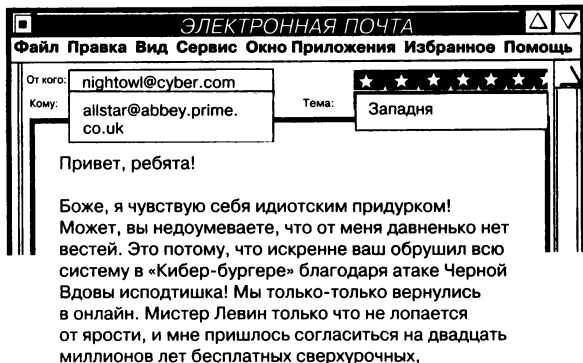 ЭЛЕКТРОННАЯ ПОЧТА
Файл Правка Вид Сервис Окно Приложения Избранное Помощь
От кого: nightowl@cyber.com
Кому: allstar@abbey.prime.
co.uk
Тема: Западня
Привет, ребята!
Боже, я чувствую себя идиотским придурком!
Может, вы недоумеваете, что от меня давненько нет
вестей. Это потому, что искренне ваш обрушил всю
систему в «Кибер-бургере» благодаря атаке Черной
Вдовы исподтишка! Мы только-только вернулись
в онлайн. Мистер Левин только что не лопается
от ярости, и мне пришлось согласиться на двадцать
миллионов лет бесплатных сверхурочных,